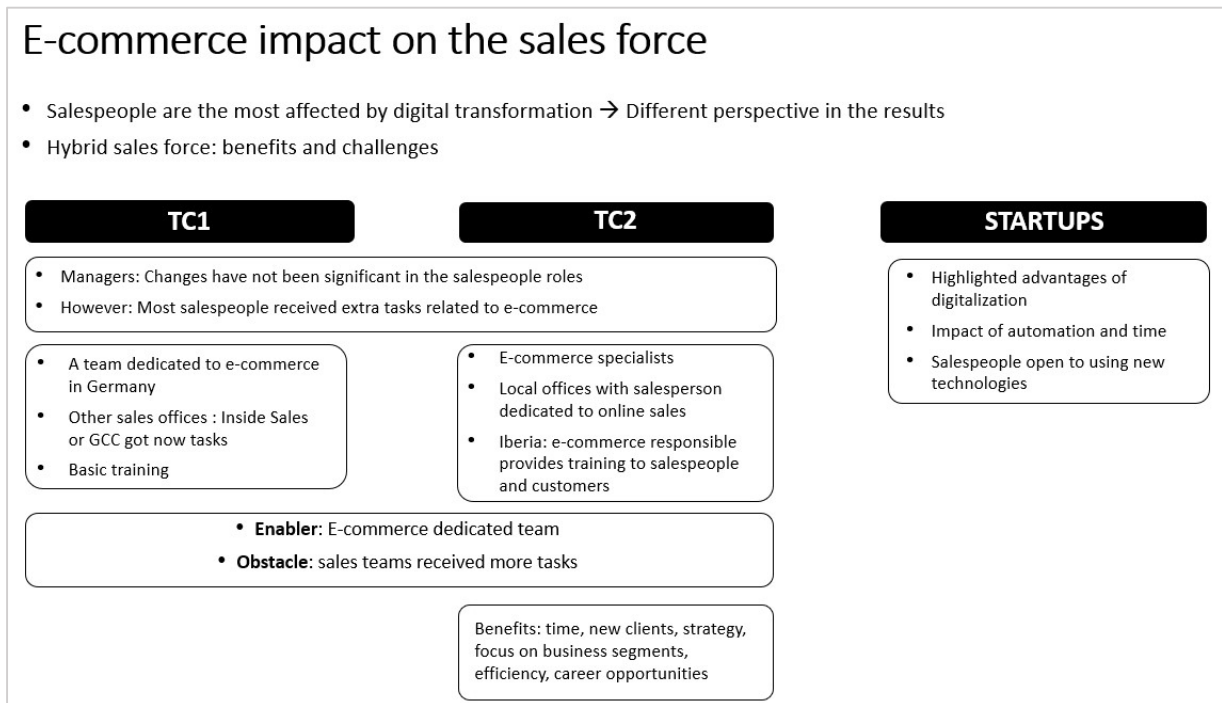 E-commerce impact on the sales force
• Salespeople are the most affected by digital transformation → Different perspective in the results
• Hybrid sales force: benefits and challenges
TC1
TC2
STARTUPS
• Managers: Changes have not been significant in the salespeople roles
• However: Most salespeople received extra tasks related to e-commerce
• A team dedicated to e-commerce
in Germany
• Other sales offices : Inside Sales
or GCC got now tasks
• Basic training
• E-commerce specialists
• Local offices with salesperson
dedicated to online sales
• Iberia: e-commerce responsible
provides training to salespeople
and customers
• Highlighted advantages of
digitalization
• Impact of automation and time
• Salespeople open to using new
technologies
• Enabler: E-commerce dedicated team
• Obstacle: sales teams received more tasks
Benefits: time, new clients, strategy,
focus on business segments,
efficiency, career opportunities